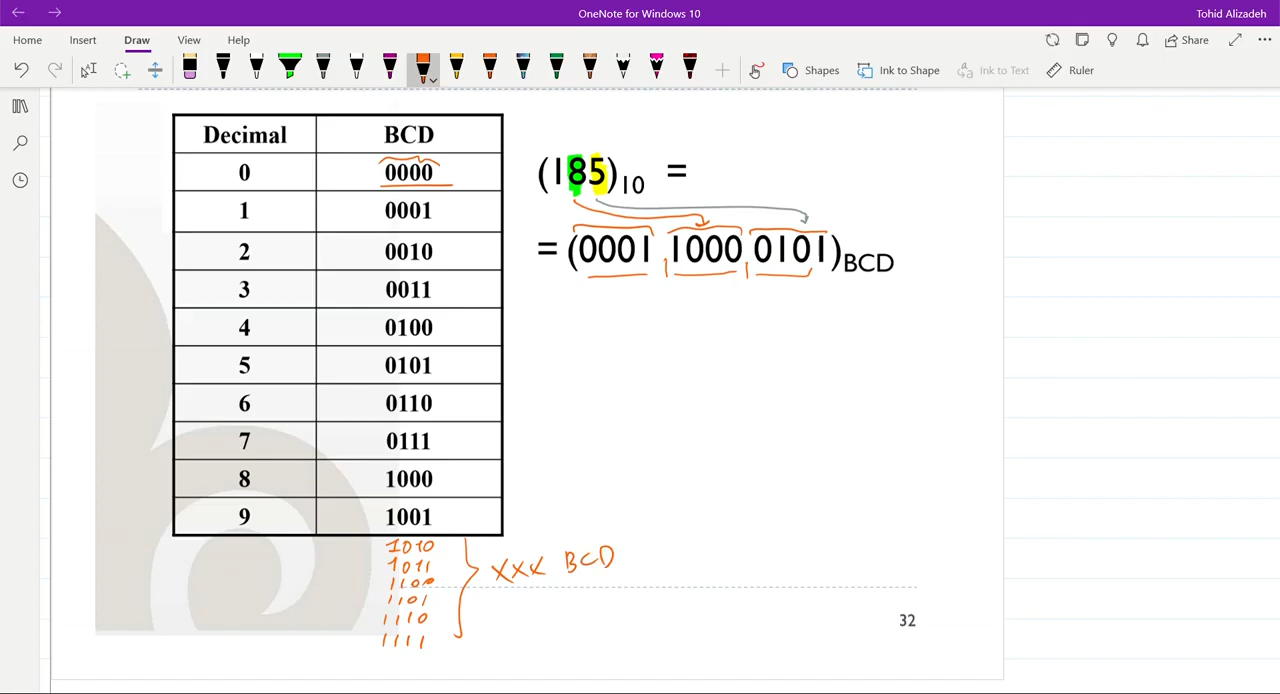 OneNote for Windows 10
Tohid Alizadeh
Home Insert Draw View Help
Share
Shapes Ink to Shape Ink to Text Ruler
Decimal BCD
0 0000
1 0001
2 0010
3 0011
4 0100
5 0101
6 0110
7 0111
8 1000
9 1001
1010
1011
1100
1101
1110
1111
XXX BCD
(185)10 =
= (0001 1000 0101)BCD
32